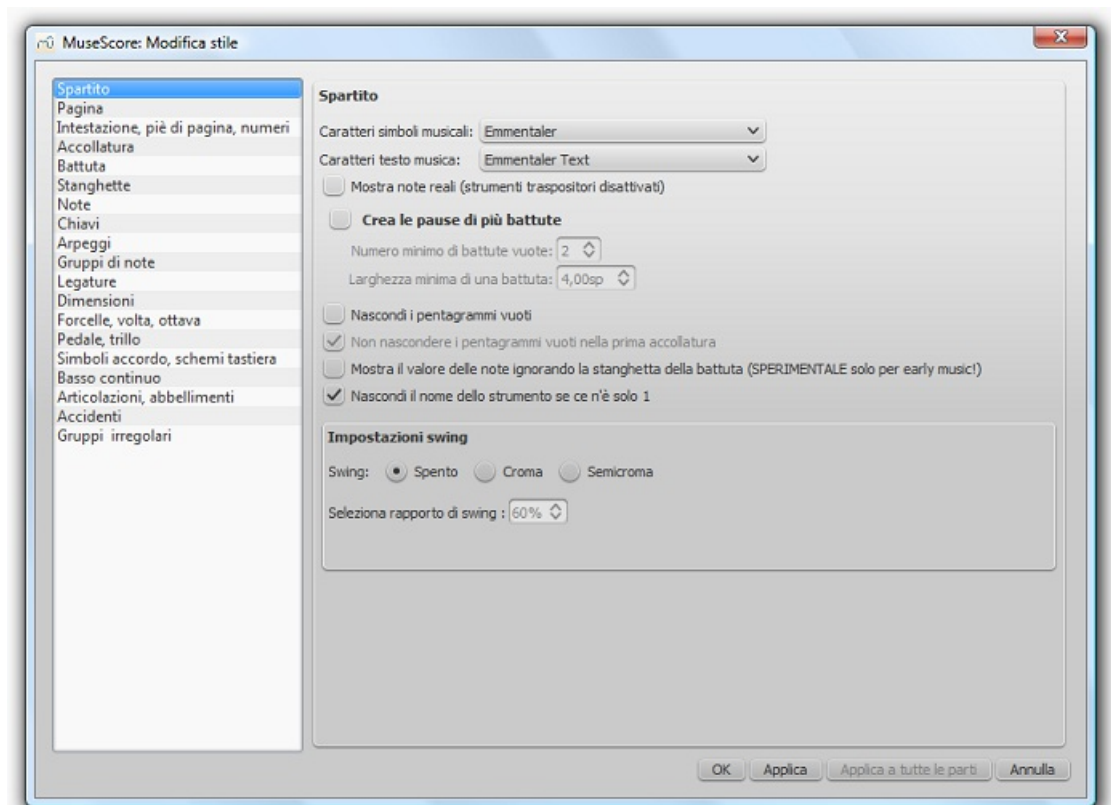 MuseScore: Modifica stile
Spartito
Pagina
Intestazione, piè di pagina, numeri
Accollatura
Battuta
Stanghette
Note
Chiavi
Arpeggi
Gruppi di note
Legature
Dimensioni
Forcelle, volta, ottava
Pedale, trillo
Simboli accordo, schemi tastiera
Basso continuo
Articolazioni, abbellimenti
Accidenti
Gruppi irregolari
Spartito
Caratteri simboli musicali: Emmentaler
Caratteri testo musica: Emmentaler Text
Mostra note reali (strumenti traspositori disattivati)
Crea le pause di più battute
Numero minimo di battute vuote: 2
Larghezza minima di una battuta: 4,00sp
Nascondi i pentagrammi vuoti
Non nascondere i pentagrammi vuoti nella prima accollatura
Mostra il valore delle note ignorando la stanghetta della battuta (SPERIMENTALE solo per early music!)
Nascondi il nome dello strumento se ce n'è solo 1
Impostazioni swing
Swing: Spento Croma Semicroma
Seleziona rapporto di swing : 60%
OK Applica Applica a tutte le parti Annulla